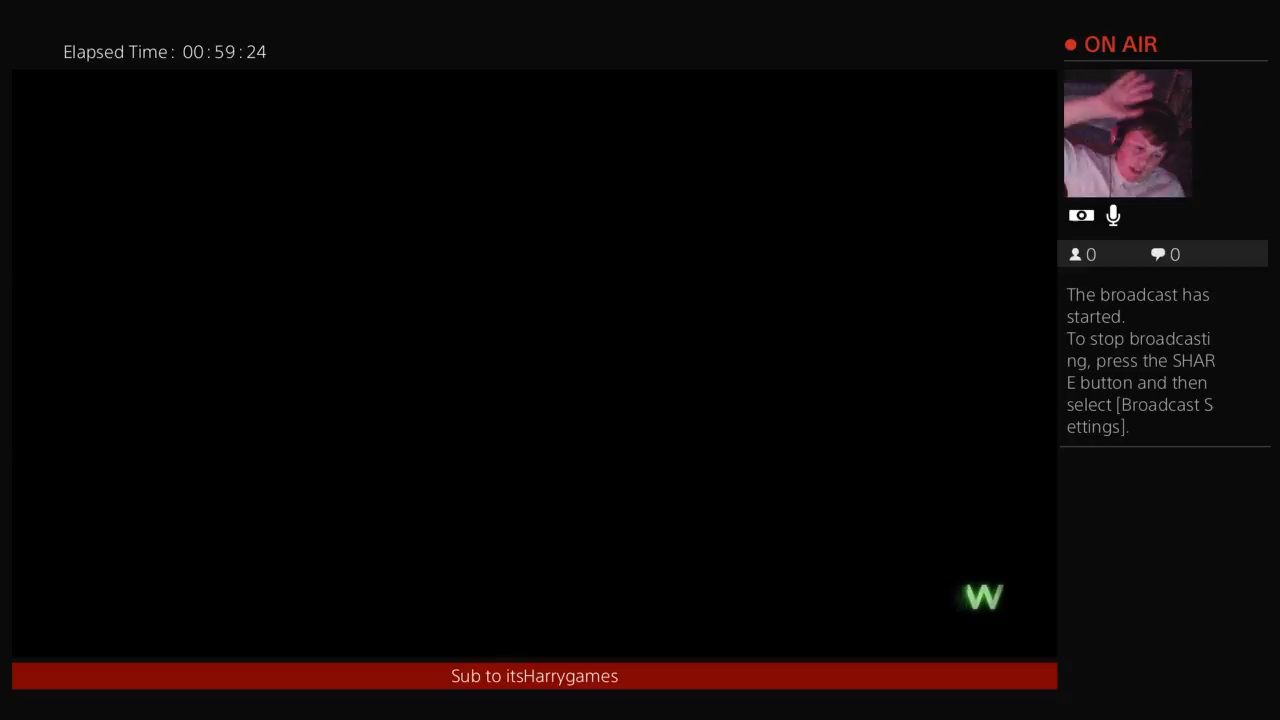 Elapsed Time: 00:59:24
ON AIR
0 0
The broadcast has
started.
To stop broadcasti
ng, press the SHAR
E button and then
select [Broadcast S
ettings].
W
Sub to itsHarrygames